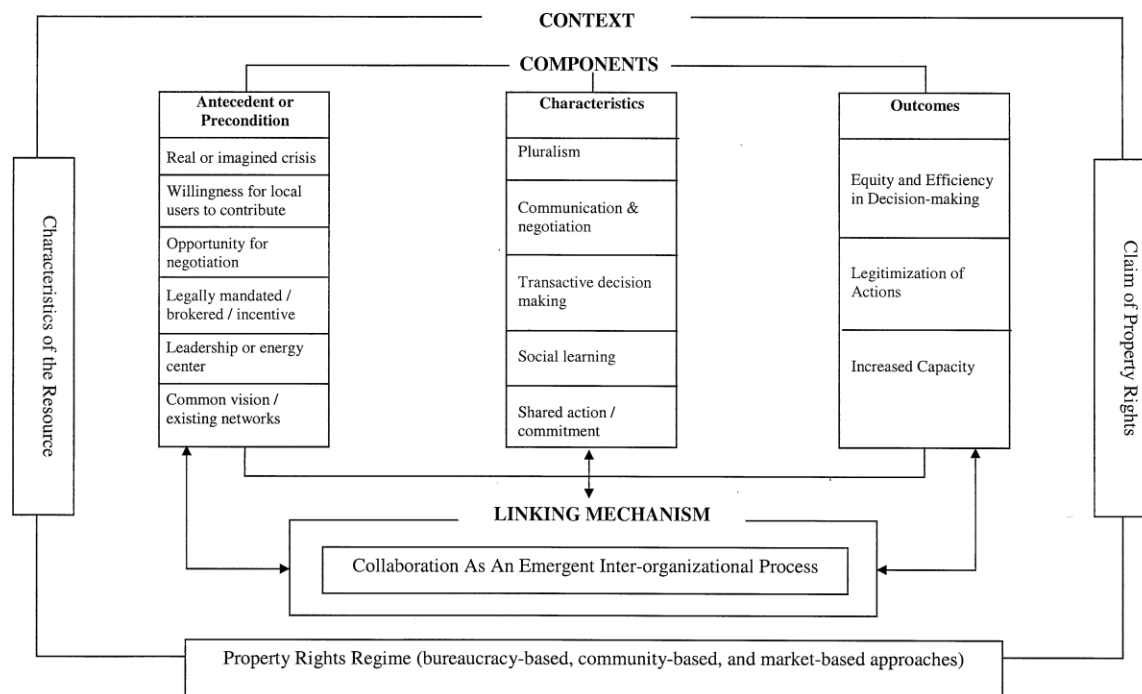 CONTEXT
COMPONENTS
Antecedent or
Precondition
Real or imagined crisis
Willingness for local
users to contribute
Opportunity for
negotiation
Legally mandated /
brokered / incentive
Leadership or energy
center
Common vision /
existing networks
Characteristics
Pluralism
Communication &
negotiation
Transactive decision
making
Social learning
Shared action /
commitment
Outcomes
Equity and Efficiency
in Decision-making
Legitimization of
Actions
Increased Capacity
Characteristics of the Resource
Claim of Property Rights
LINKING MECHANISM
Collaboration As An Emergent Inter-organizational Process
Property Rights Regime (bureaucracy-based, community-based, and market-based approaches)